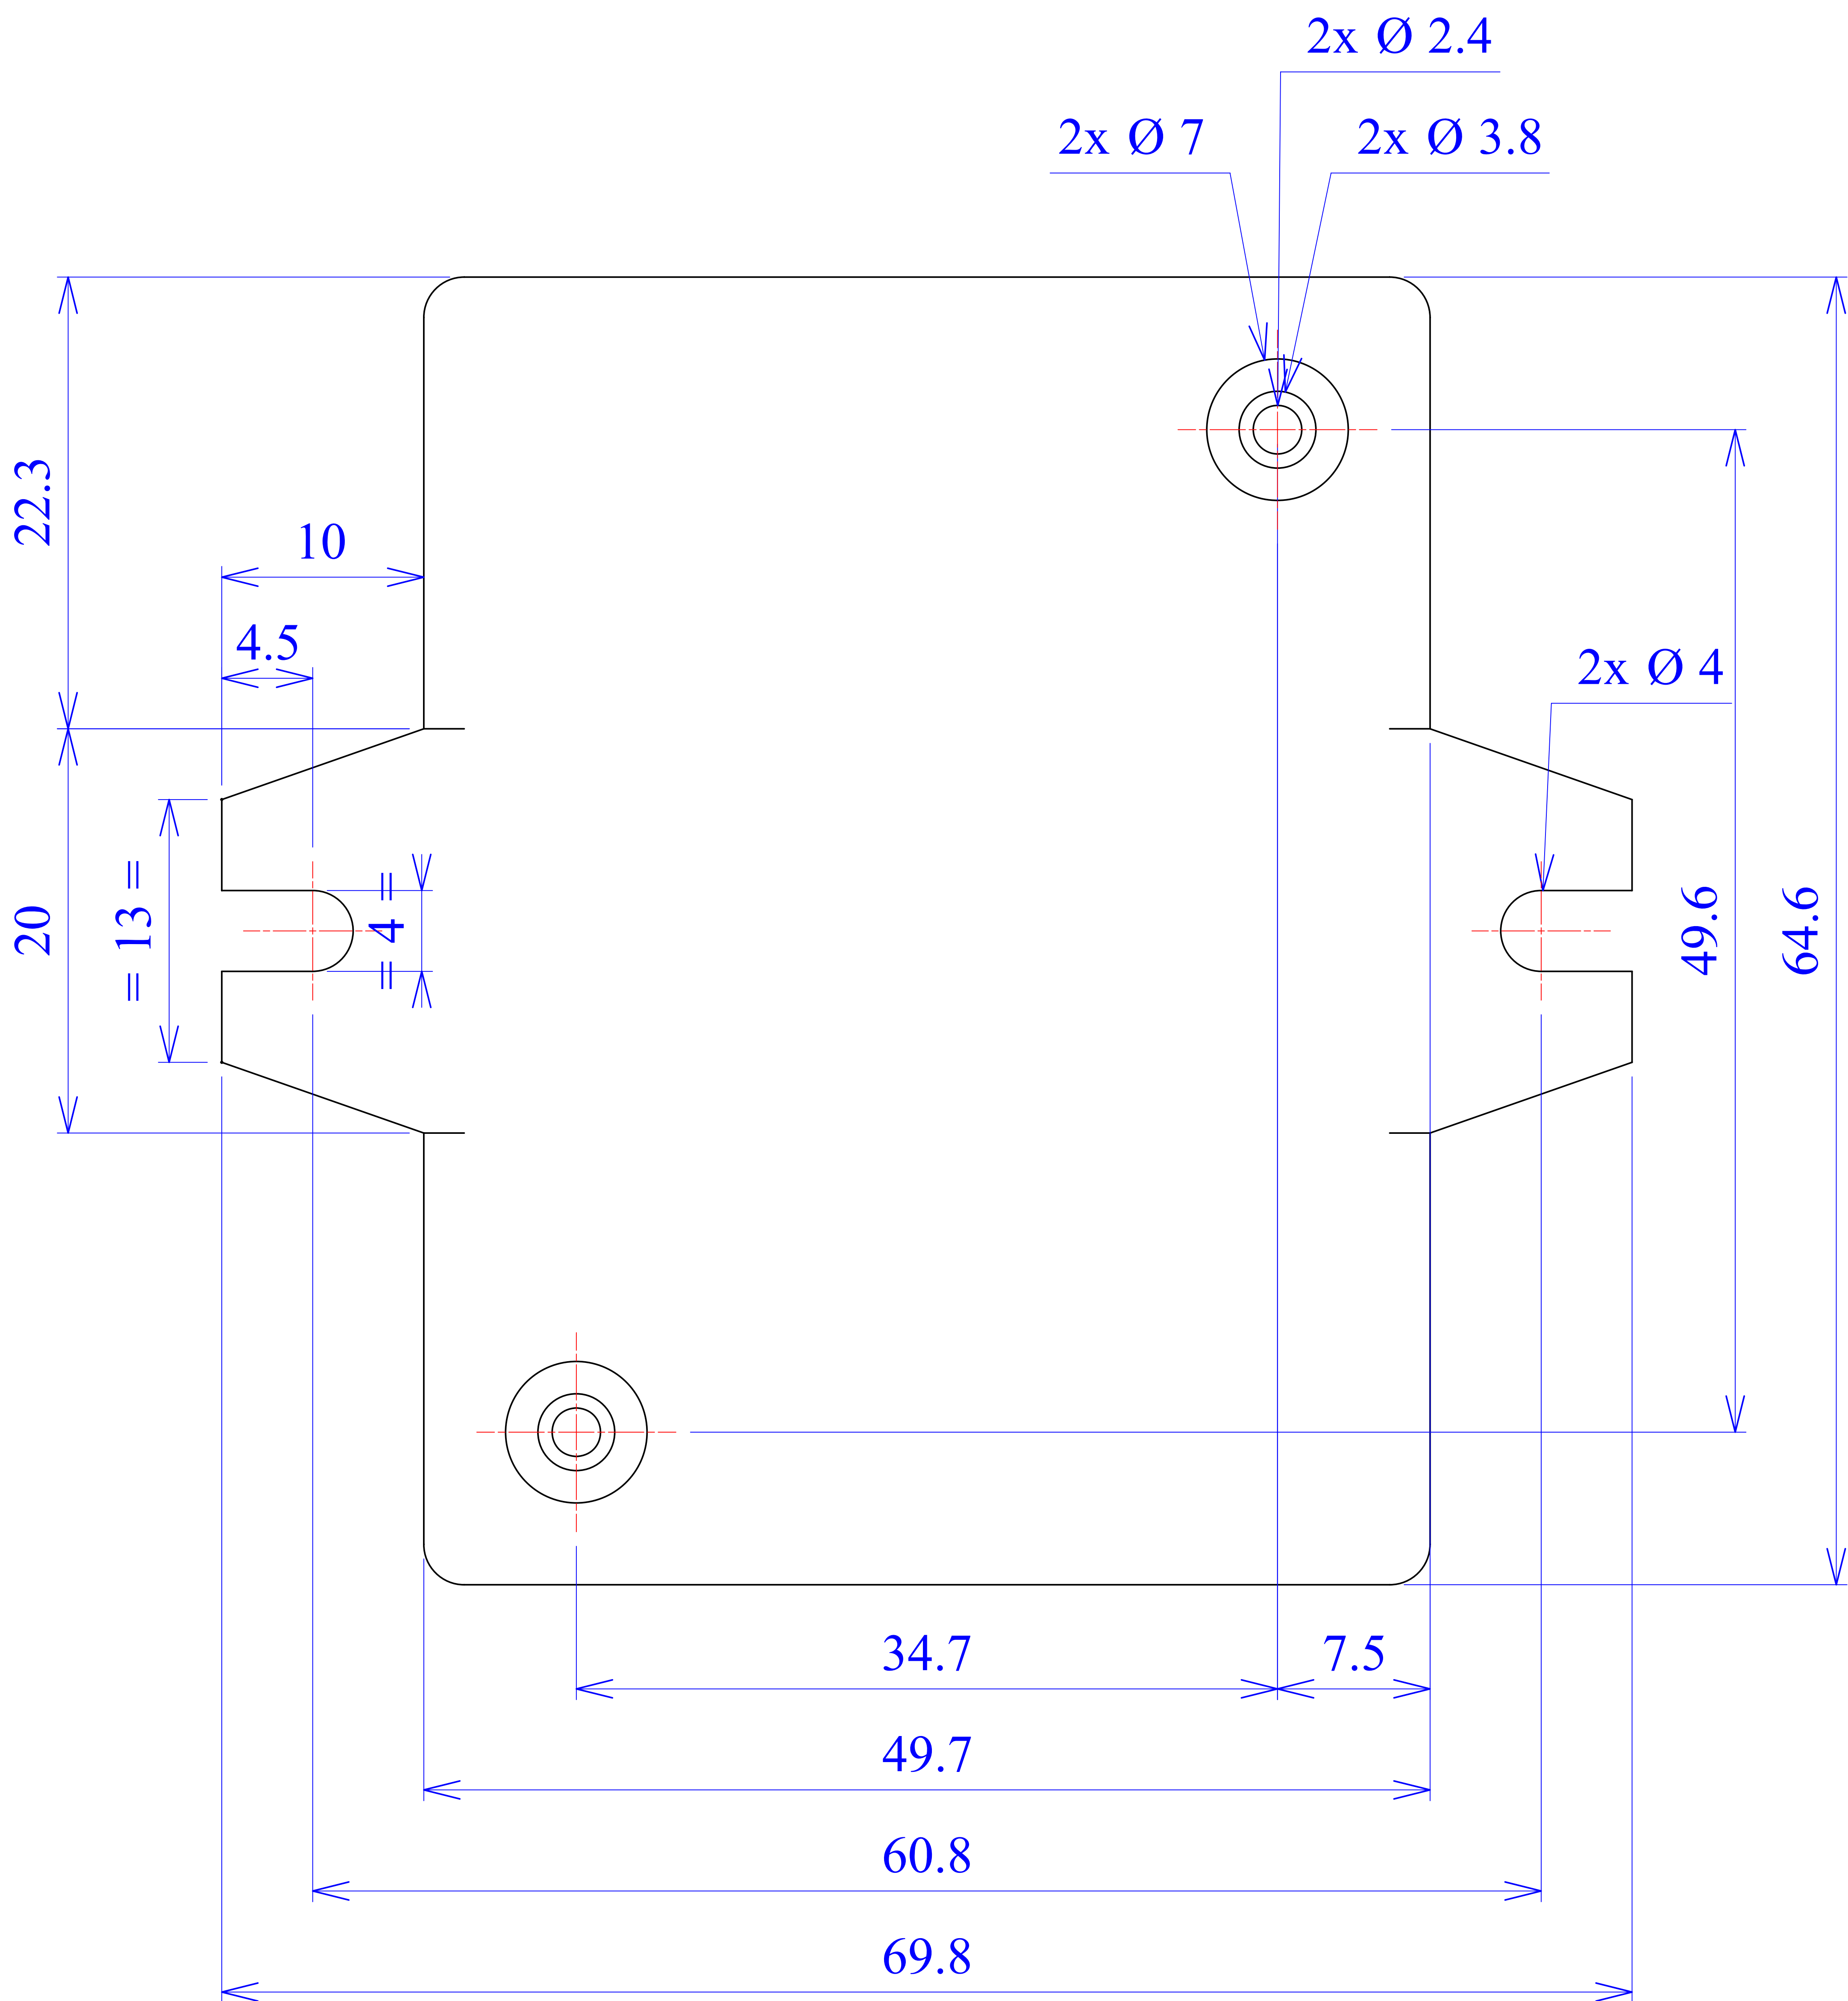 2x Ø 2.4
2x Ø 7
2x Ø 3.8
22.3
10
4.5
2x Ø 4
20
= 13 =
= 4 =
49.6
64.6
34.7
7.5
49.7
60.8
69.8